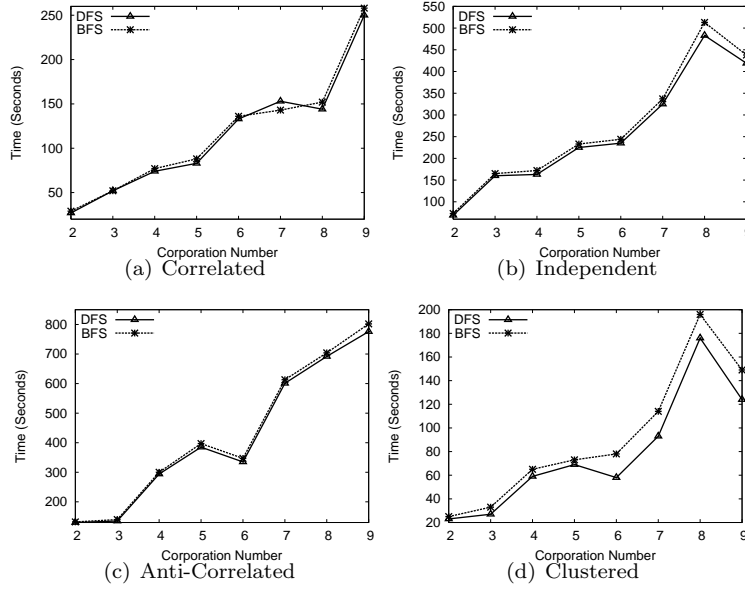 DFS
BFS
250
200
150
100
50
Time (Seconds)
2 3 4 5 6 7 8 9
Corporation Number
(a) Correlated
DFS
BFS
550
500
450
400
350
300
250
200
150
100
Time (Seconds)
2 3 4 5 6 7 8 9
Corporation Number
(b) Independent
DFS
BFS
800
700
600
500
400
300
200
Time (Seconds)
2 3 4 5 6 7 8 9
Corporation Number
(c) Anti-Correlated
DFS
BFS
200
180
160
140
120
100
80
60
40
20
Time (Seconds)
2 3 4 5 6 7 8 9
Corporation Number
(d) Clustered